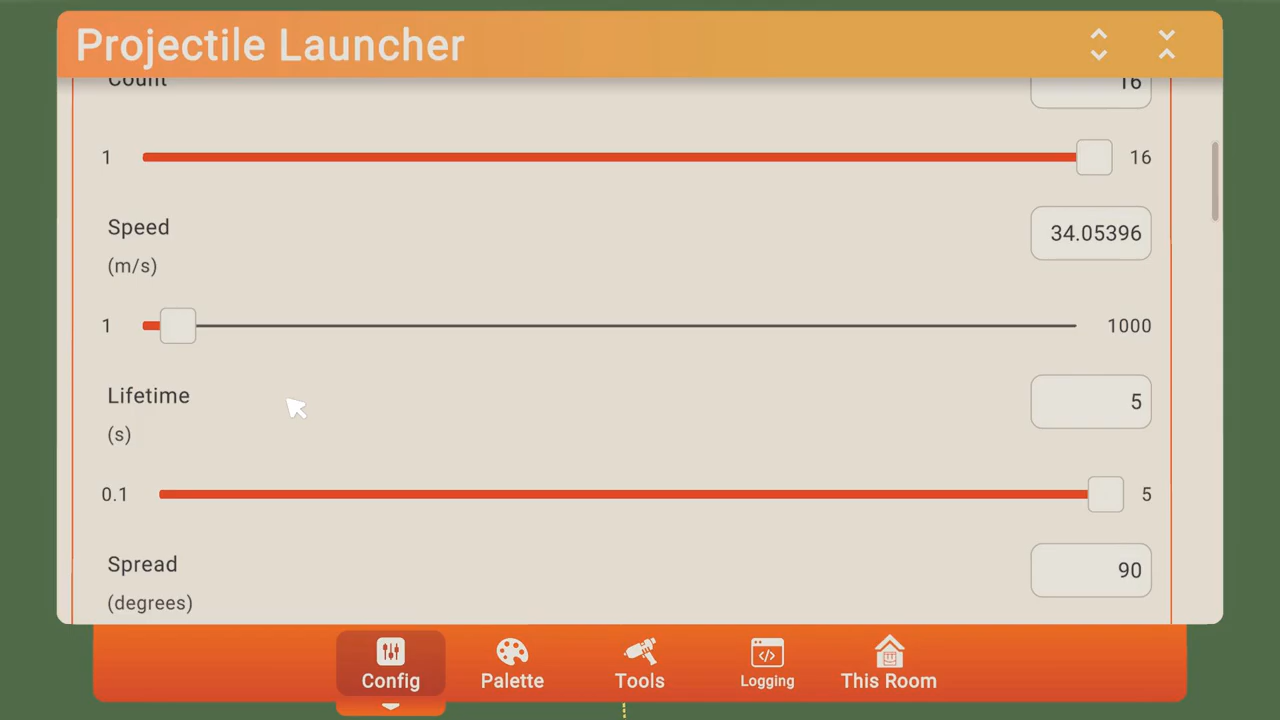 Projectile Launcher
Count
16
1
16
Speed
34.05396
(m/s)
1
1000
Lifetime
5
(s)
0.1
5
Spread
90
(degrees)
Config
Palette
Tools
Logging
This Room